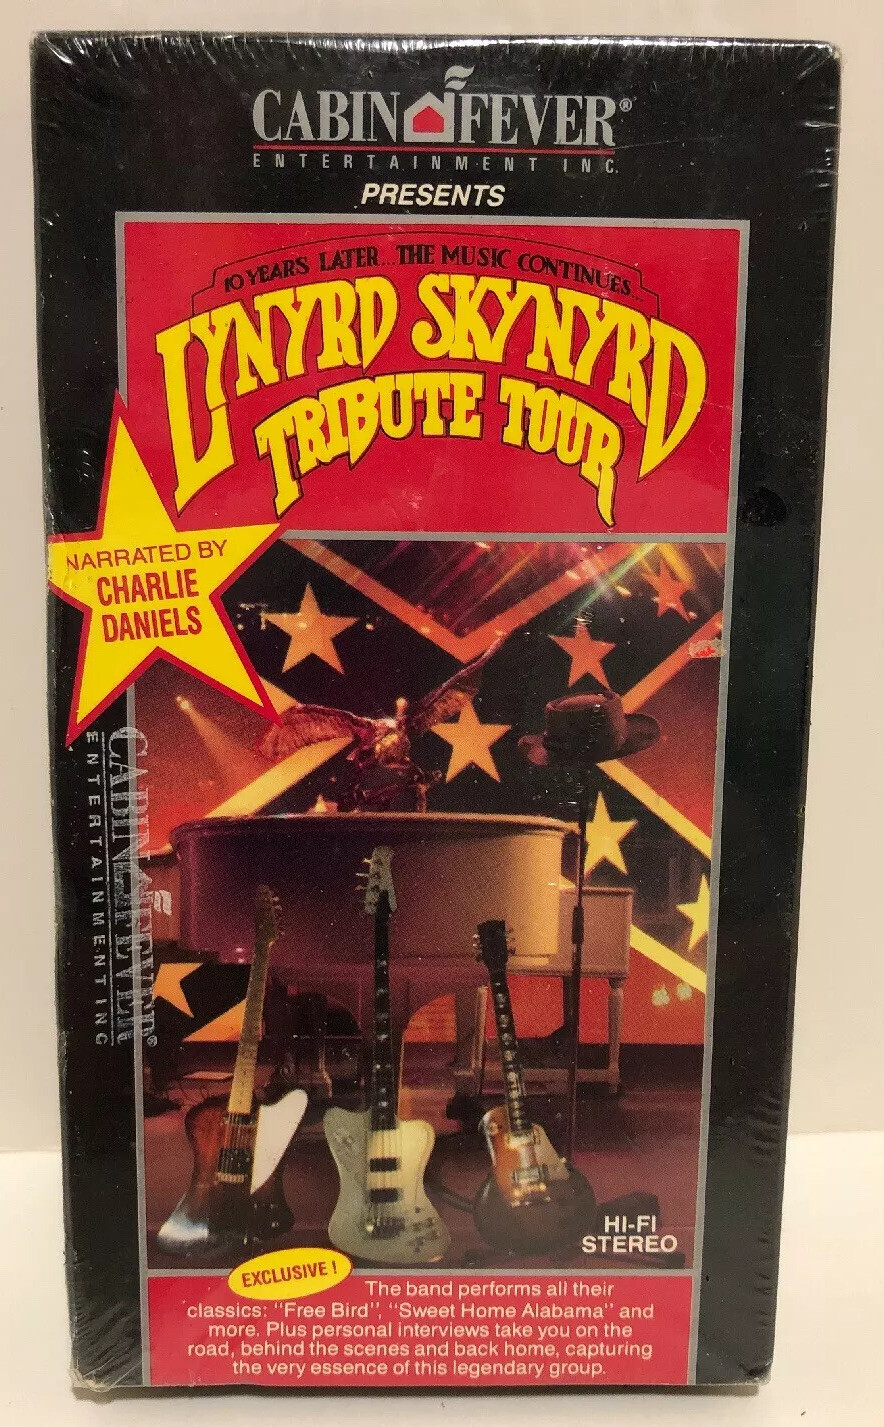 CABIN FEVER®
ENTERTAINMENT INC.
PRESENTS
10 YEARS LATER...THE MUSIC CONTINUES...
LYNYRD SKYNYRD
TRIBUTE TOUR
NARRATED BY
CHARLIE
DANIELS
CABIN FEVER®
ENTERTAINMENT INC
HI-FI
STEREO
EXCLUSIVE!
The band performs all their
classics: "Free Bird", "Sweet Home Alabama" and
more. Plus personal interviews take you on the
road, behind the scenes and back home, capturing
the very essence of this legendary group.